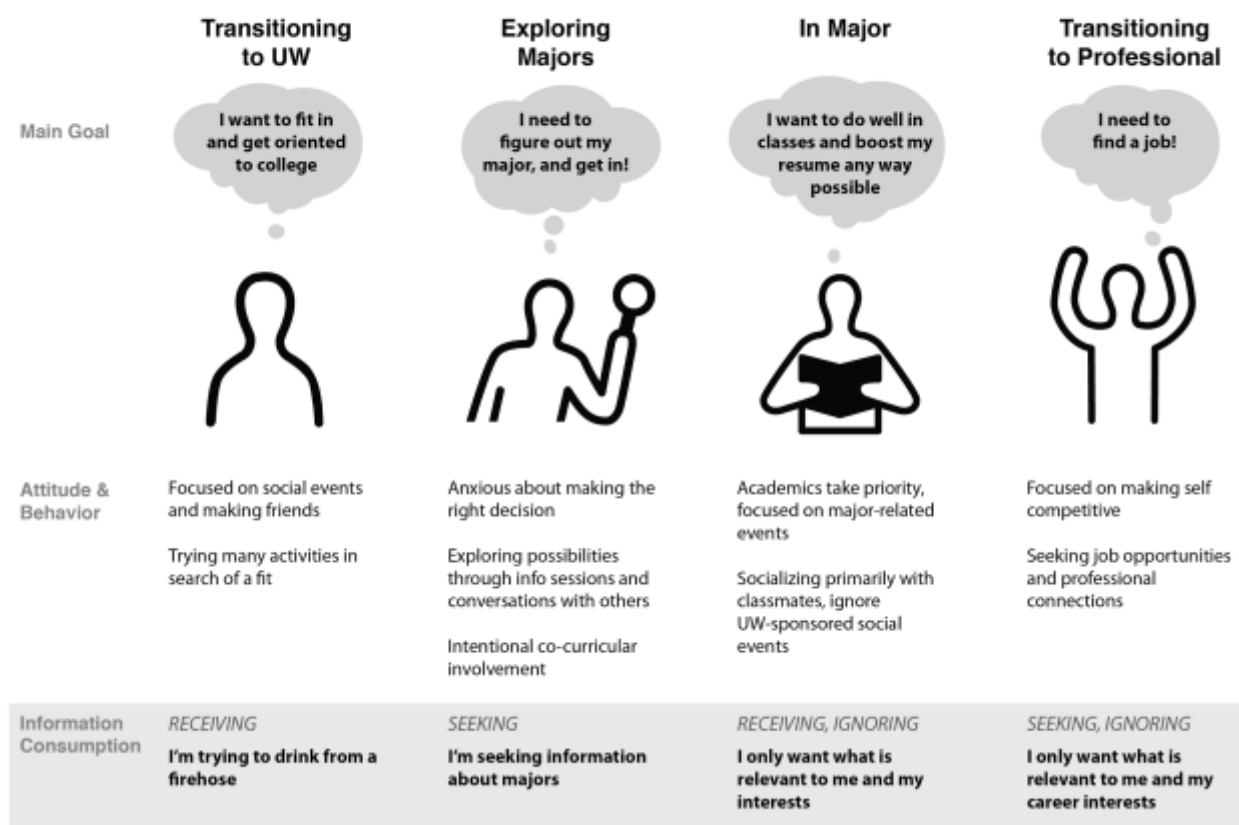 Transitioning
to UW
Exploring
Majors
In Major
Transitioning
to Professional
Main Goal
I want to fit in
and get oriented
to college
I need to
figure out my
major, and get in!
I want to do well in
classes and boost my
resume any way
possible
I need to
find a job!
Attitude &
Behavior
Focused on social events
and making friends
Trying many activities in
search of a fit
Anxious about making the
right decision
Exploring possibilities
through info sessions and
conversations with others
Intentional co-curricular
involvement
Academics take priority,
focused on major-related
events
Socializing primarily with
classmates, ignore
UW-sponsored social
events
Focused on making self
competitive
Seeking job opportunities
and professional
connections
Information
Consumption
RECEIVING
I'm trying to drink from a
firehose
SEEKING
I'm seeking information
about majors
RECEIVING, IGNORING
I only want what is
relevant to me and my
interests
SEEKING, IGNORING
I only want what is
relevant to me and my
career interests